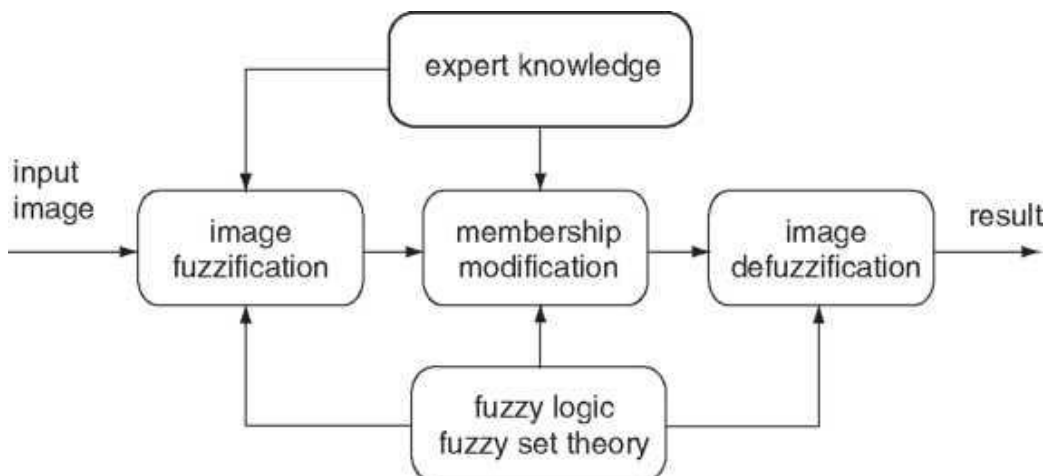 expert knowledge
input
image
image
fuzzification
membership
modification
image
defuzzification
result
fuzzy logic
fuzzy set theory